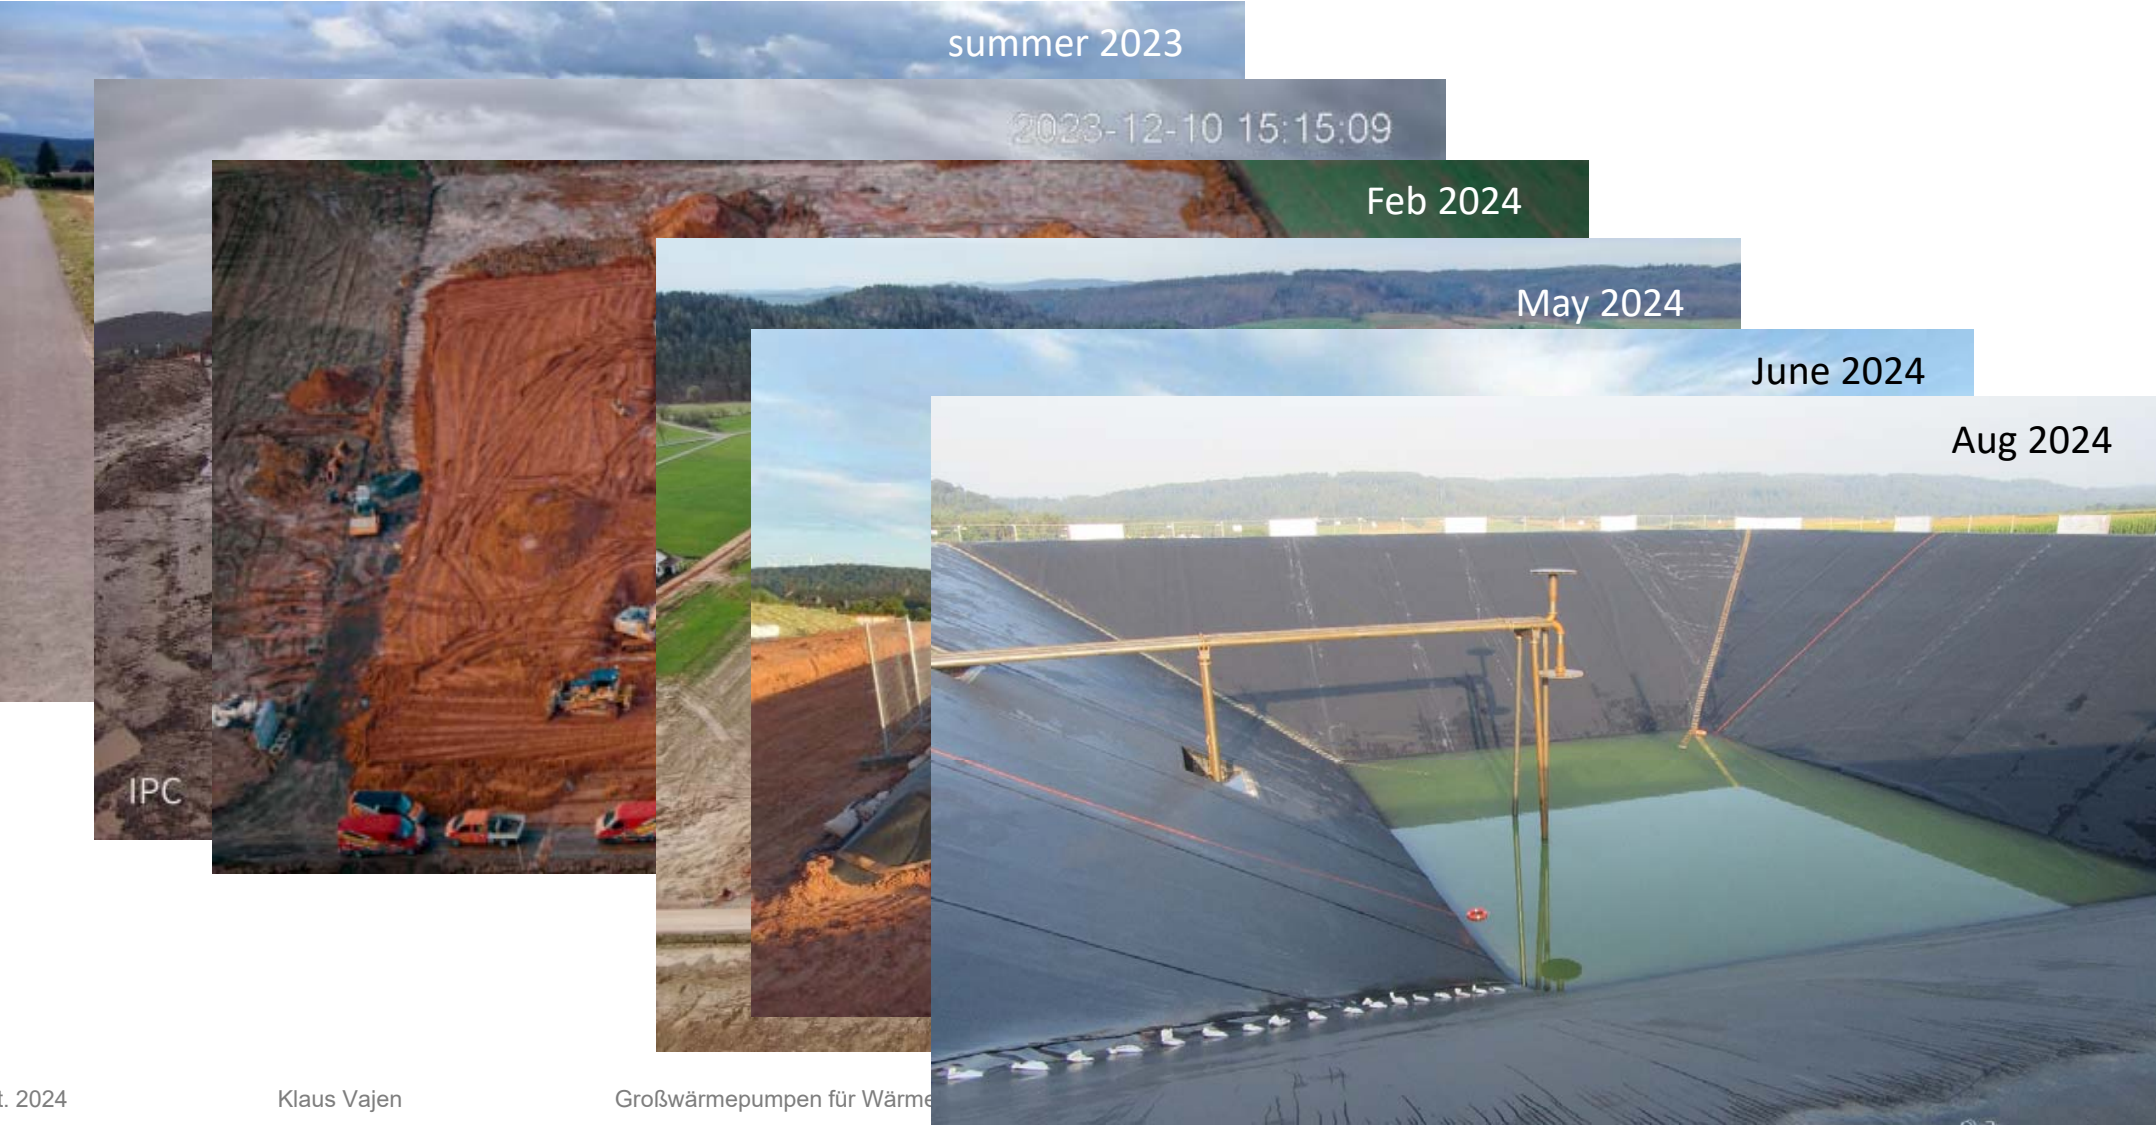 summer 2023
2023-12-10 15:15:09
Feb 2024
May 2024
June 2024
Aug 2024
IPC
t. 2024
Klaus Vajen
Großwärmepumpen für Wärme